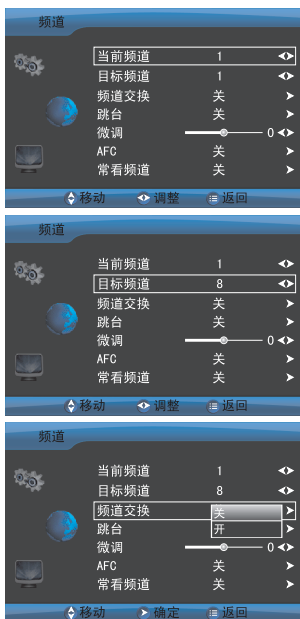 频道
当前频道 1
目标频道 1
频道交换 关
跳台 关
微调 0
AFC 关
常看频道 关
移动 调整 返回
频道
当前频道 1
目标频道 8
频道交换 关
跳台 关
微调 0
AFC 关
常看频道 关
移动 调整 返回
频道
当前频道 1
目标频道 8
频道交换 关
跳台 开
微调 0
AFC 关
常看频道 关
移动 确定 返回